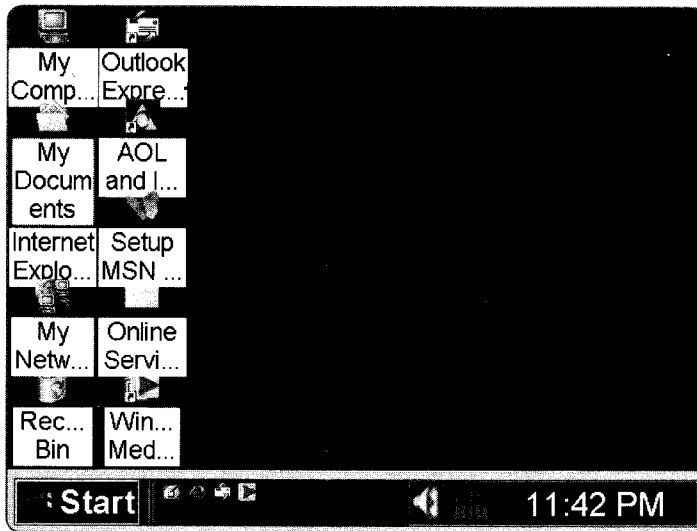 My
Comp...
Outlook
Expre...
My
Docum
ents
AOL
and I...
Internet
Explo...
Setup
MSN ...
My
Netw...
Online
Servi...
Rec...
Bin
Win...
Med...
Start
11:42 PM